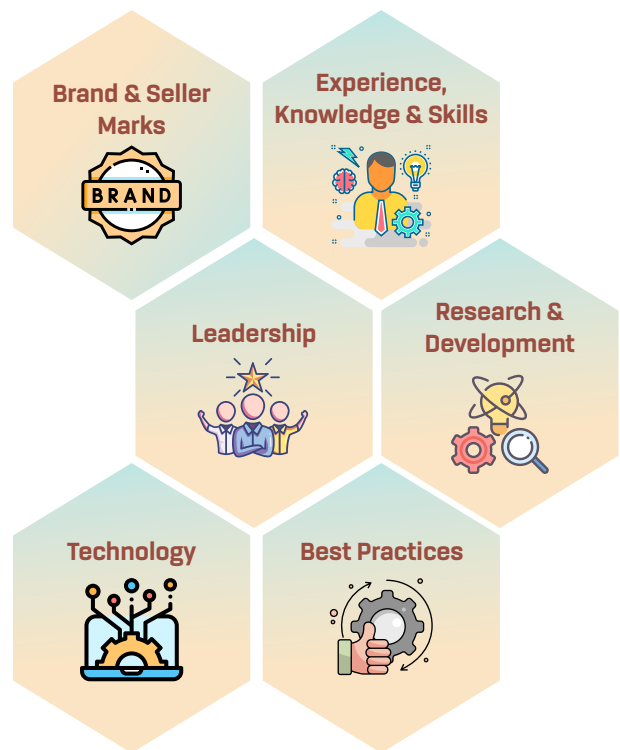 Brand & Seller
Marks
BRAND
Experience,
Knowledge & Skills
Leadership
Research &
Development
Technology
Best Practices